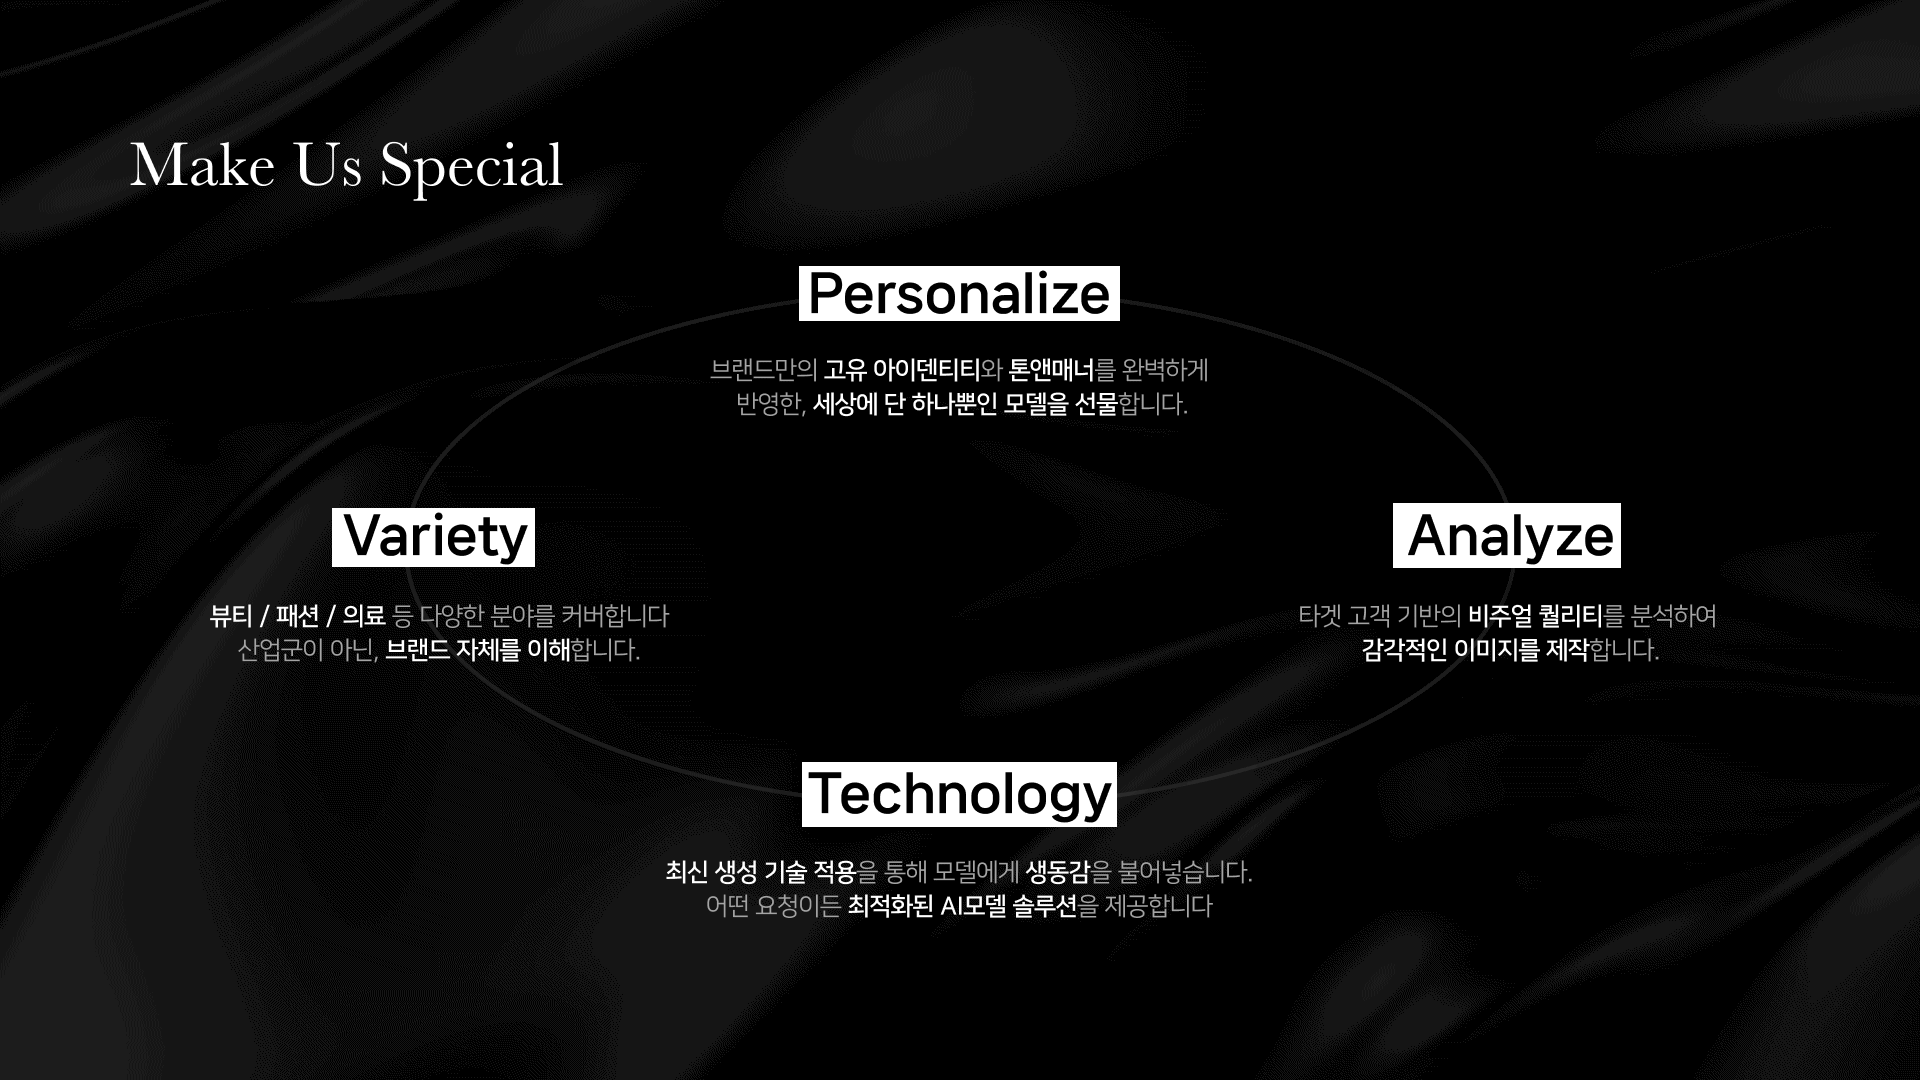 Make Us Special
Personalize
브랜드만의 고유 아이덴티티와 톤앤매너를 완벽하게
반영한, 세상에 단 하나뿐인 모델을 선물합니다.
Variety
뷰티 / 패션 / 의료 등 다양한 분야를 커버합니다
산업군이 아닌, 브랜드 자체를 이해합니다.
Analyze
타겟 고객 기반의 비주얼 퀄리티를 분석하여
감각적인 이미지를 제작합니다.
Technology
최신 생성 기술 적용을 통해 모델에게 생동감을 불어넣습니다.
어떤 요청이든 최적화된 AI모델 솔루션을 제공합니다